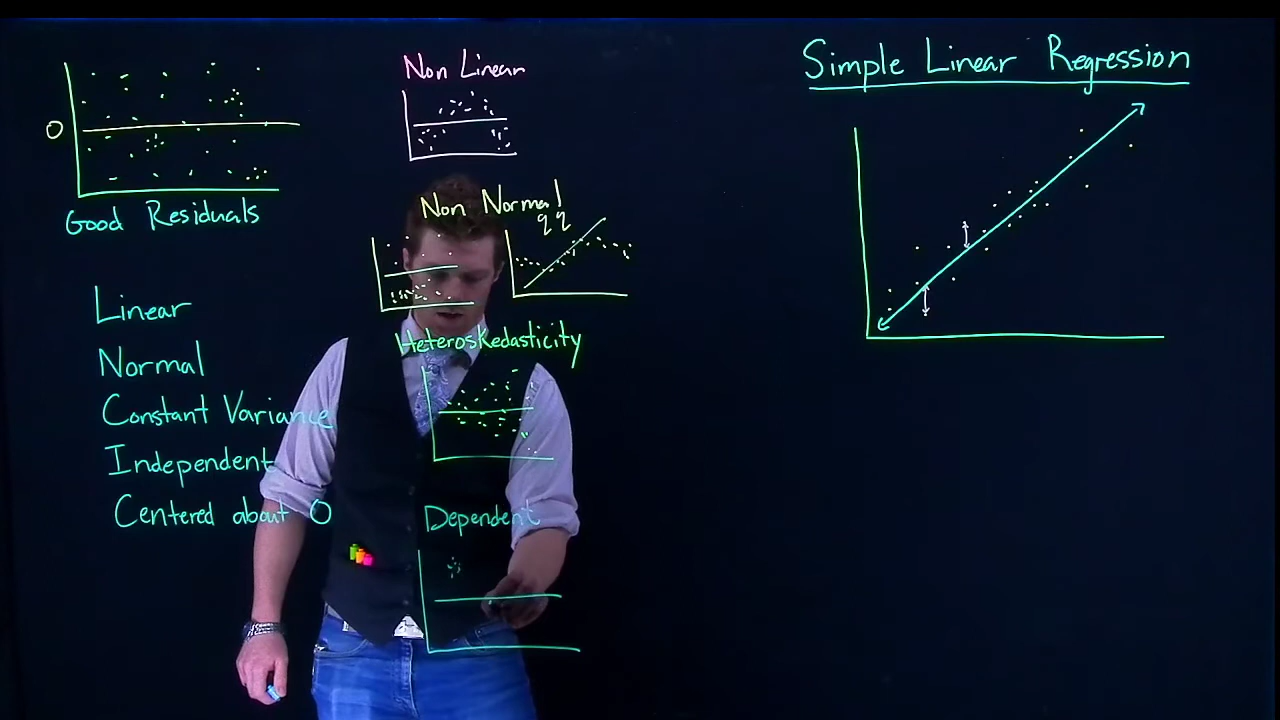 Simple Linear Regression
0
Good Residuals
Linear
Normal
Constant Variance
Independent
Centered about 0
Non Linear
Non Normal
qq
Heteroskedasticity
Dependent